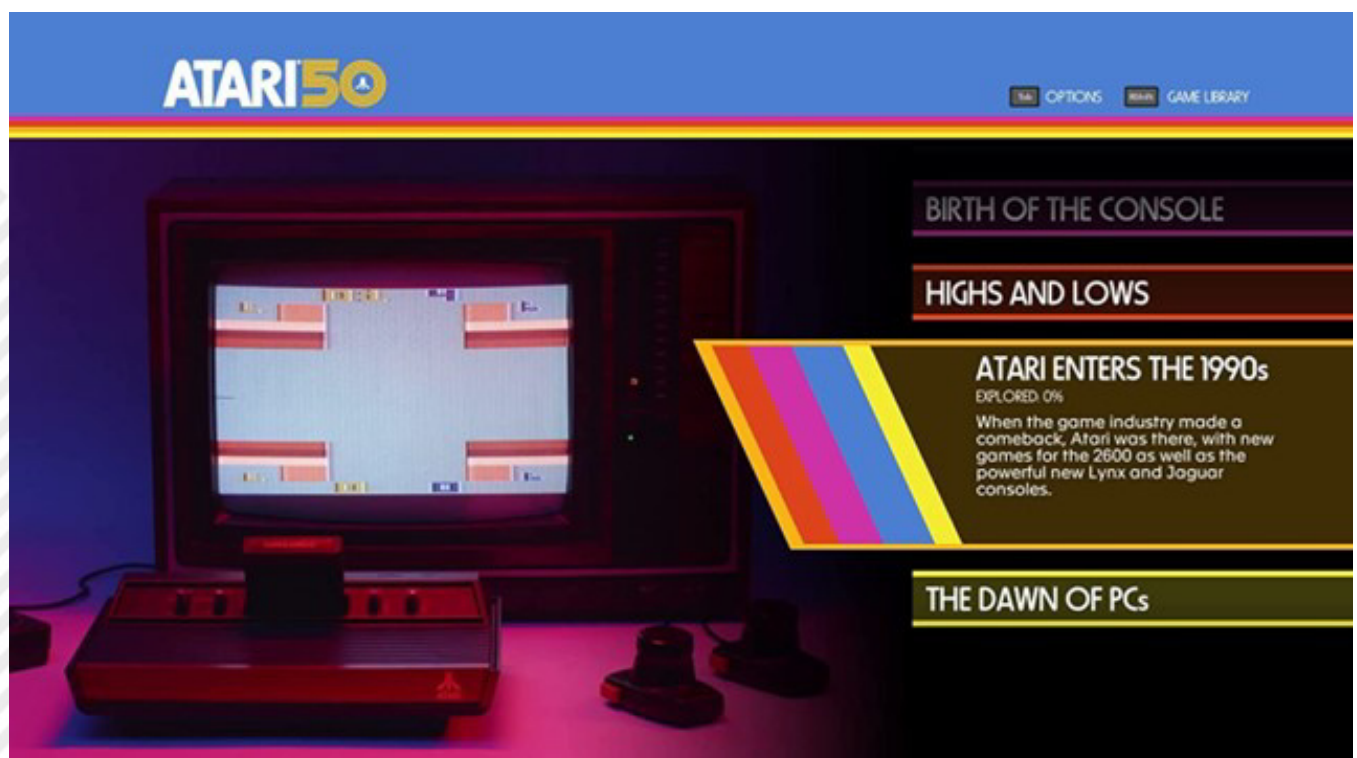 ATARI 50
OPTIONS
GAME LIBRARY
BIRTH OF THE CONSOLE
HIGHS AND LOWS
ATARI ENTERS THE 1990s
EXPLORED: 0%
When the game industry made a
comeback, Atari was there, with new
games for the 2600 as well as the
powerful new Lynx and Jaguar
consoles.
THE DAWN OF PCs